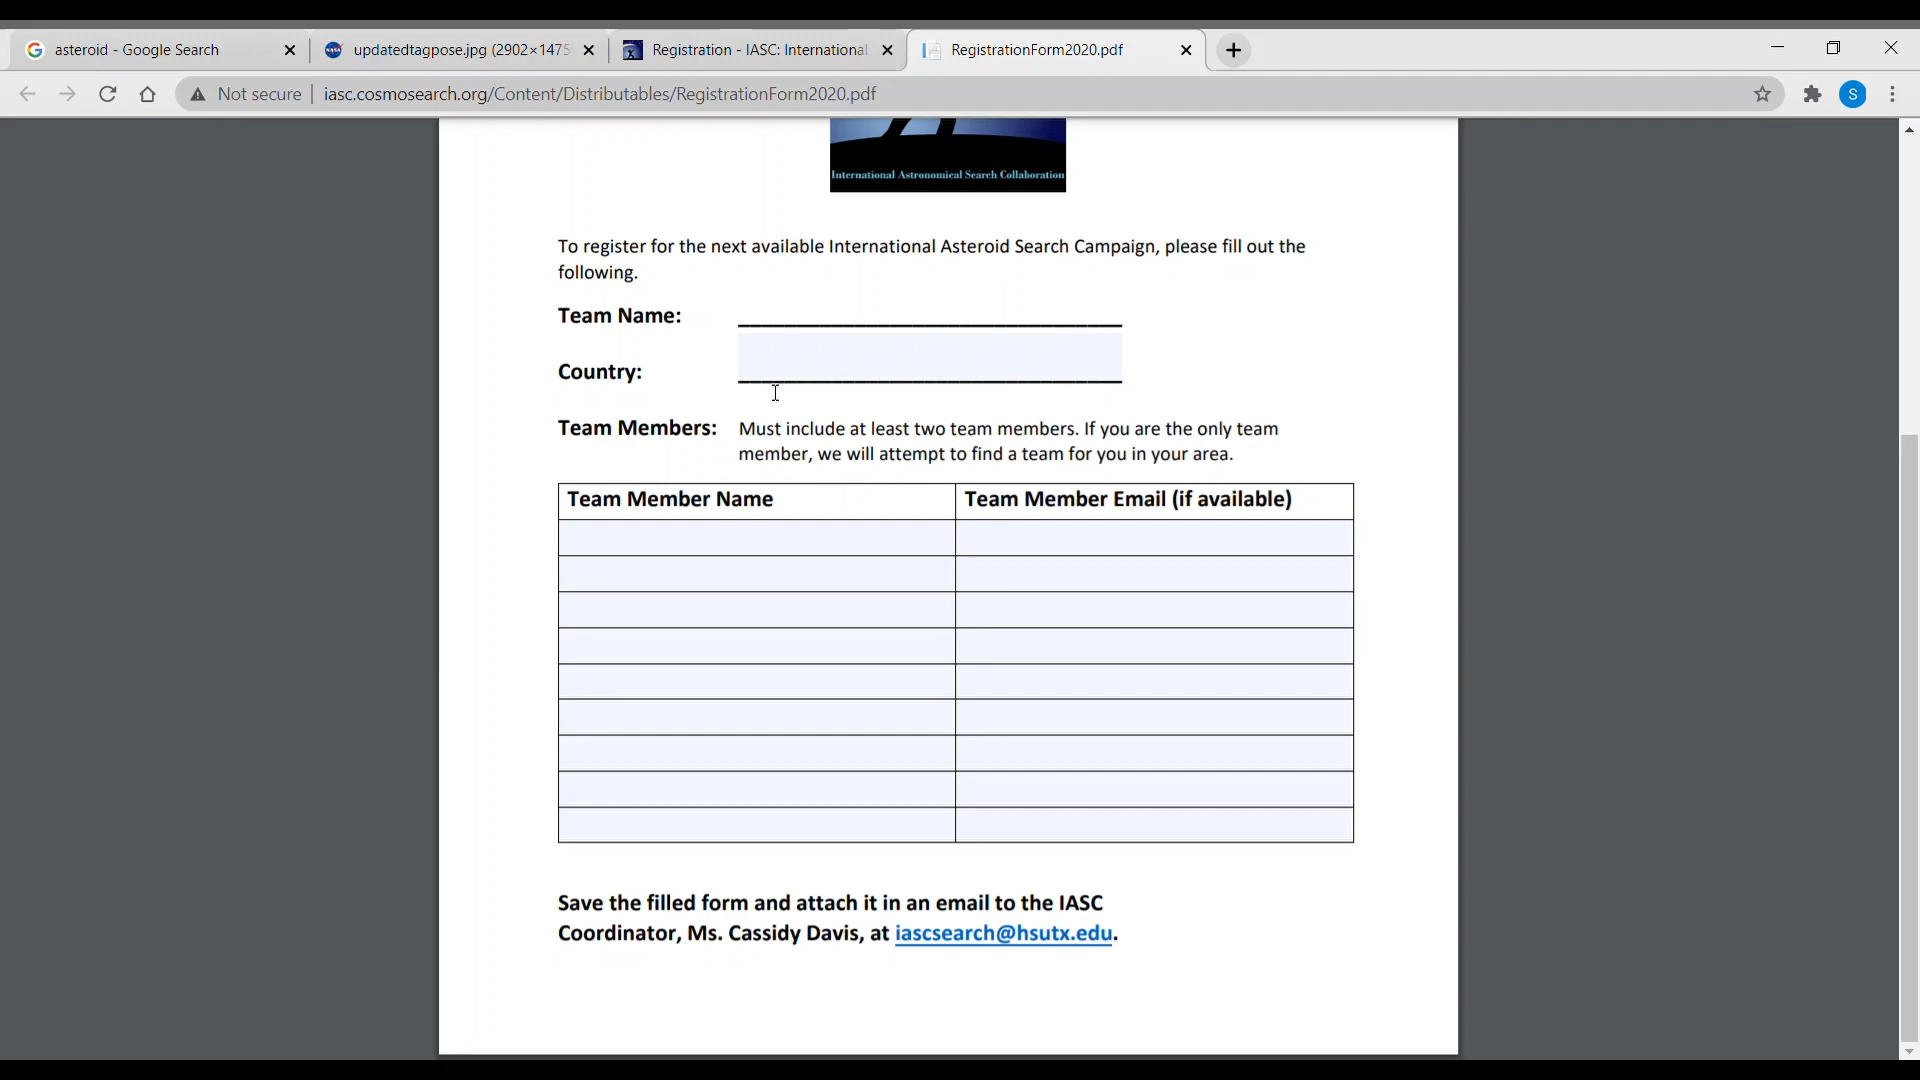 asteroid - Google Search
updatedtagpose.jpg (2902×1475
Registration - IASC: International
RegistrationForm2020.pdf
Not secure
iasc.cosmosearch.org/Content/Distributables/RegistrationForm2020.pdf
S
International Astronomical Search Collaboration
To register for the next available International Asteroid Search Campaign, please fill out the
following.
Team Name:
Country:
Team Members: Must include at least two team members. If you are the only team
member, we will attempt to find a team for you in your area.
Team Member Name Team Member Email (if available)
Save the filled form and attach it in an email to the IASC
Coordinator, Ms. Cassidy Davis, at iascsearch@hsutx.edu.